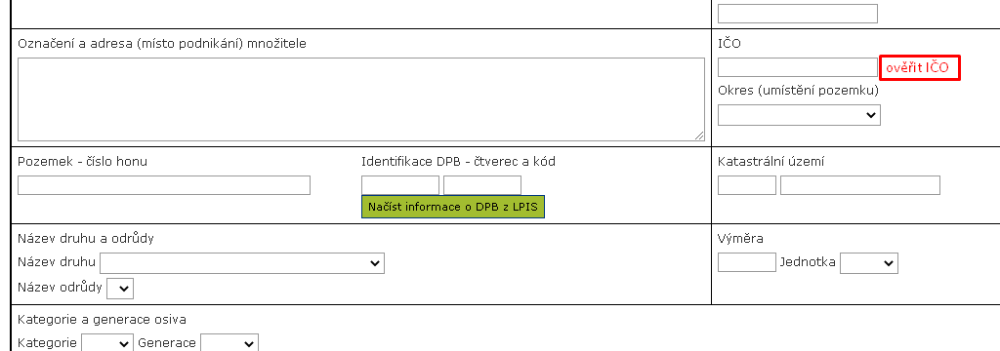 Označení a adresa (místo podnikání) množitele
IČO
ověřit IČO
Okres (umístění pozemku)
Pozemek - číslo honu
Identifikace DPB - čtverec a kód
Katastrální území
Načíst informace o DPB z LPIS
Název druhu a odrůdy
Výměra
Název druhu
Jednotka
Název odrůdy
Kategorie a generace osiva
Kategorie
Generace